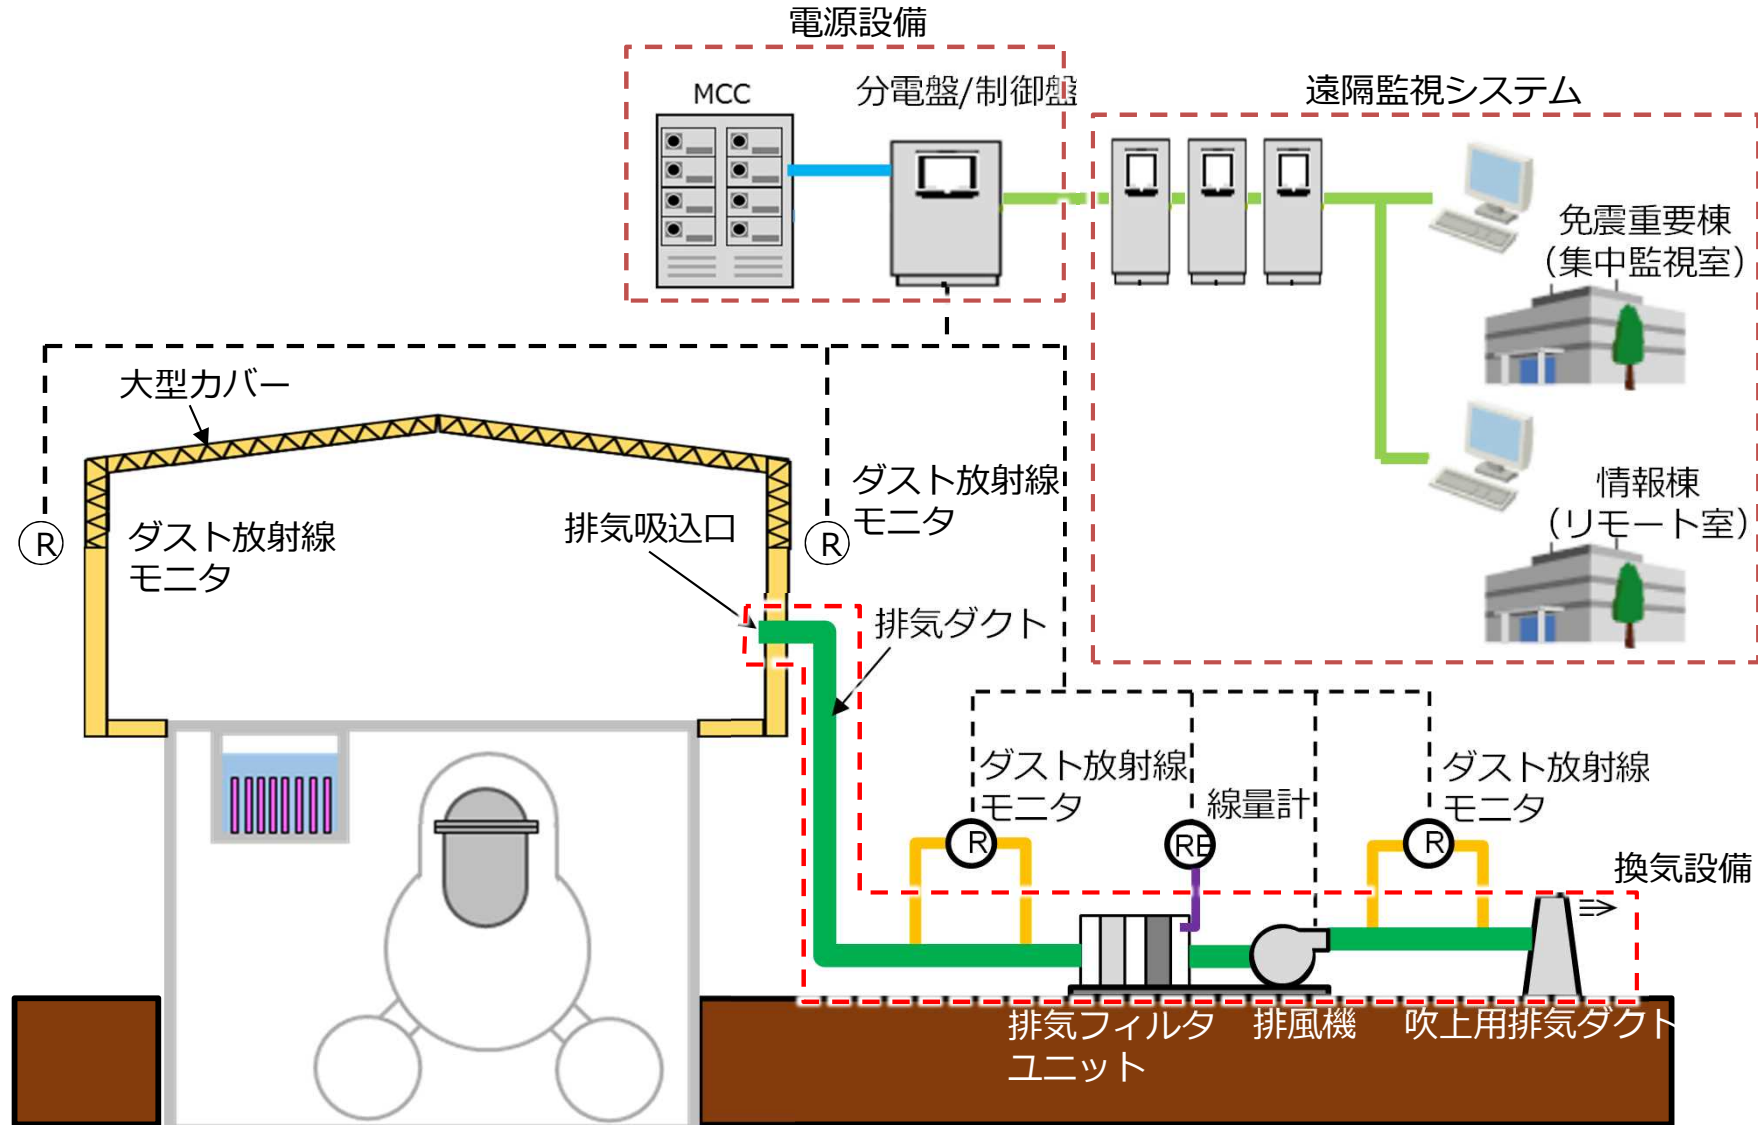 電源設備
MCC
分電盤/制御盤
遠隔監視システム
免震重要棟
（集中監視室）
情報棟
（リモート室）
大型カバー
R
ダスト放射線
モニタ
排気吸込口
R
ダスト放射線
モニタ
排気ダクト
ダスト放射線
モニタ
R
線量計
RE
ダスト放射線
モニタ
R
換気設備
排気フィルタ
ユニット
排風機
吹上用排気ダクト